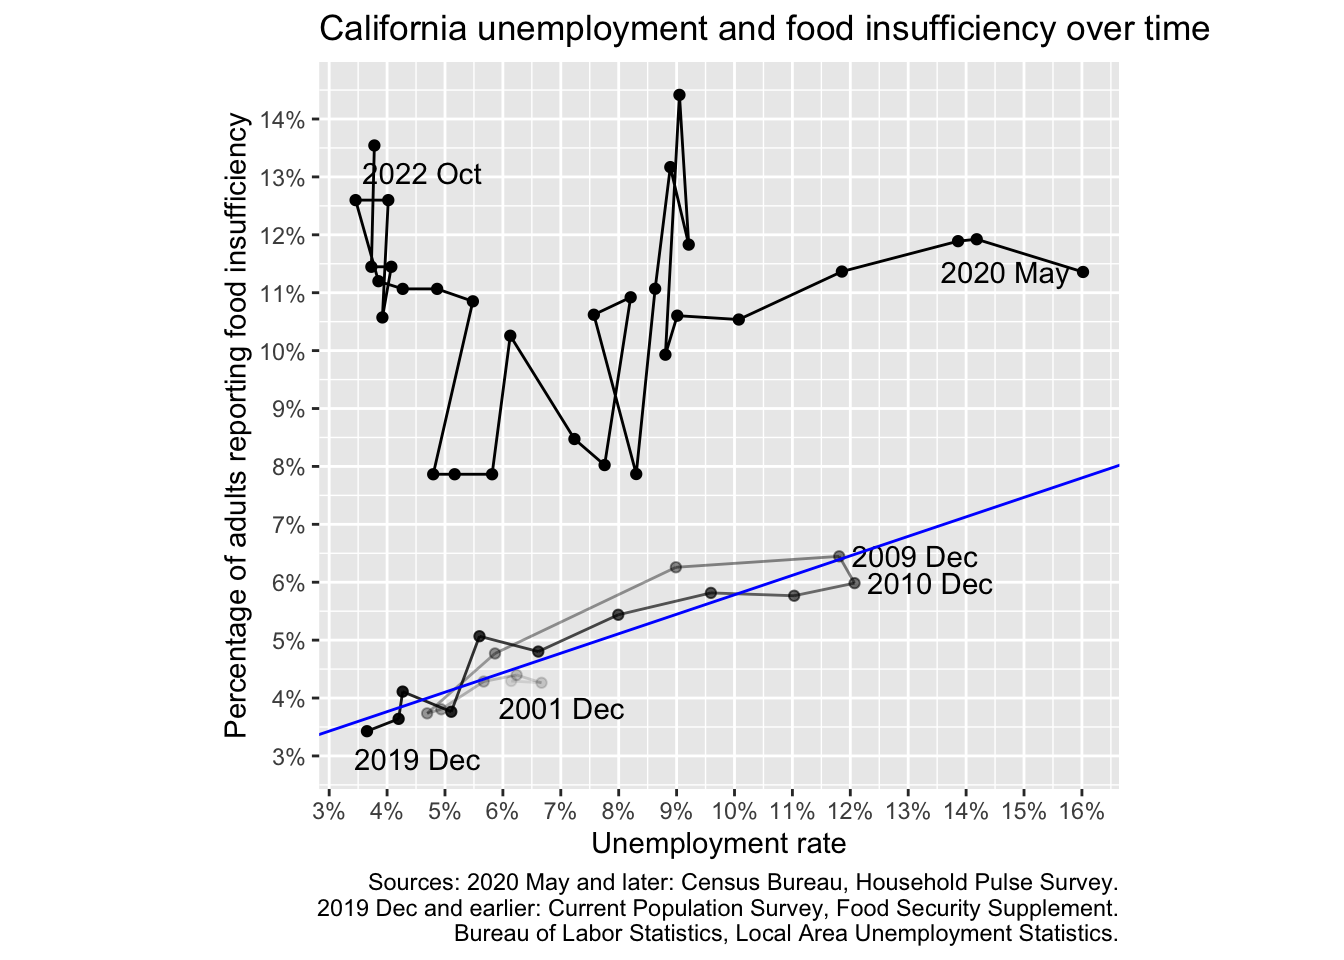 California unemployment and food insufficiency over time
Percentage of adults reporting food insufficiency
14%
13%
12%
11%
10%
9%
8%
7%
6%
5%
4%
3%
2022 Oct
2020 May
2009 Dec
2010 Dec
2001 Dec
2019 Dec
3% 4% 5% 6% 7% 8% 9% 10% 11% 12% 13% 14% 15% 16%
Unemployment rate
Sources: 2020 May and later: Census Bureau, Household Pulse Survey.
2019 Dec and earlier: Current Population Survey, Food Security Supplement.
Bureau of Labor Statistics, Local Area Unemployment Statistics.